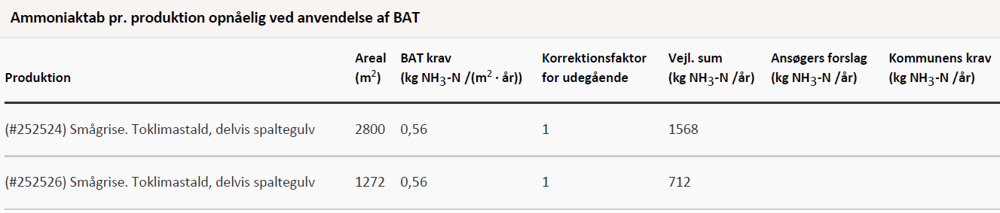 Ammoniaktab pr. produktion opnåelig ved anvendelse af BAT
Produktion Areal (m²) BAT krav (kg NH3-N /(m² · år)) Korrektionsfaktor for udegående Vejl. sum (kg NH3-N /år) Ansøgers forslag (kg NH3-N /år) Kommunens krav (kg NH3-N /år)
(#252524) Smågrise. Toklimastald, delvis spaltegulv 2800 0,56 1 1568
(#252526) Smågrise. Toklimastald, delvis spaltegulv 1272 0,56 1 712